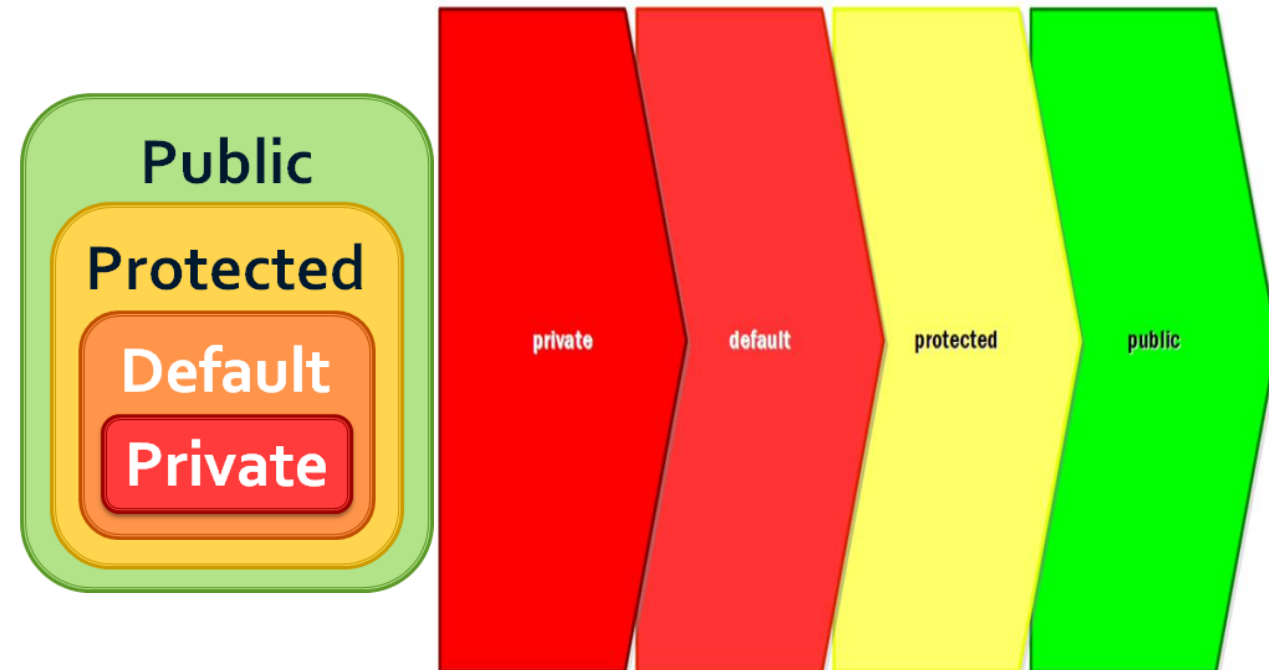 Public
Protected
Default
Private
private
default
protected
public